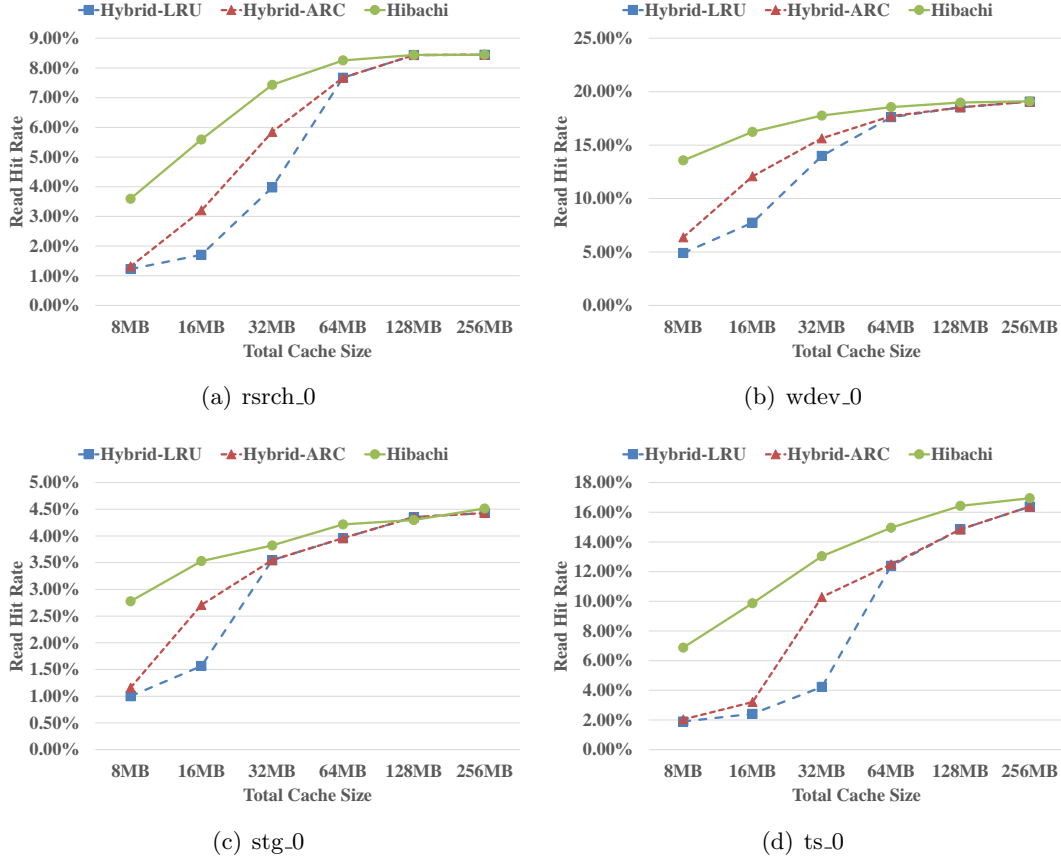 Hybrid-LRU Hybrid-ARC Hibachi
9.00%
8.00%
7.00%
6.00%
5.00%
4.00%
3.00%
2.00%
1.00%
0.00%
Read Hit Rate
8MB 16MB 32MB 64MB 128MB 256MB
Total Cache Size
(a) rsrch_0
Hybrid-LRU Hybrid-ARC Hibachi
25.00%
20.00%
15.00%
10.00%
5.00%
0.00%
Read Hit Rate
8MB 16MB 32MB 64MB 128MB 256MB
Total Cache Size
(b) wdev_0
Hybrid-LRU Hybrid-ARC Hibachi
5.00%
4.50%
4.00%
3.50%
3.00%
2.50%
2.00%
1.50%
1.00%
0.50%
0.00%
Read Hit Rate
8MB 16MB 32MB 64MB 128MB 256MB
Total Cache Size
(c) stg_0
Hybrid-LRU Hybrid-ARC Hibachi
18.00%
16.00%
14.00%
12.00%
10.00%
8.00%
6.00%
4.00%
2.00%
0.00%
Read Hit Rate
8MB 16MB 32MB 64MB 128MB 256MB
Total Cache Size
(d) ts_0